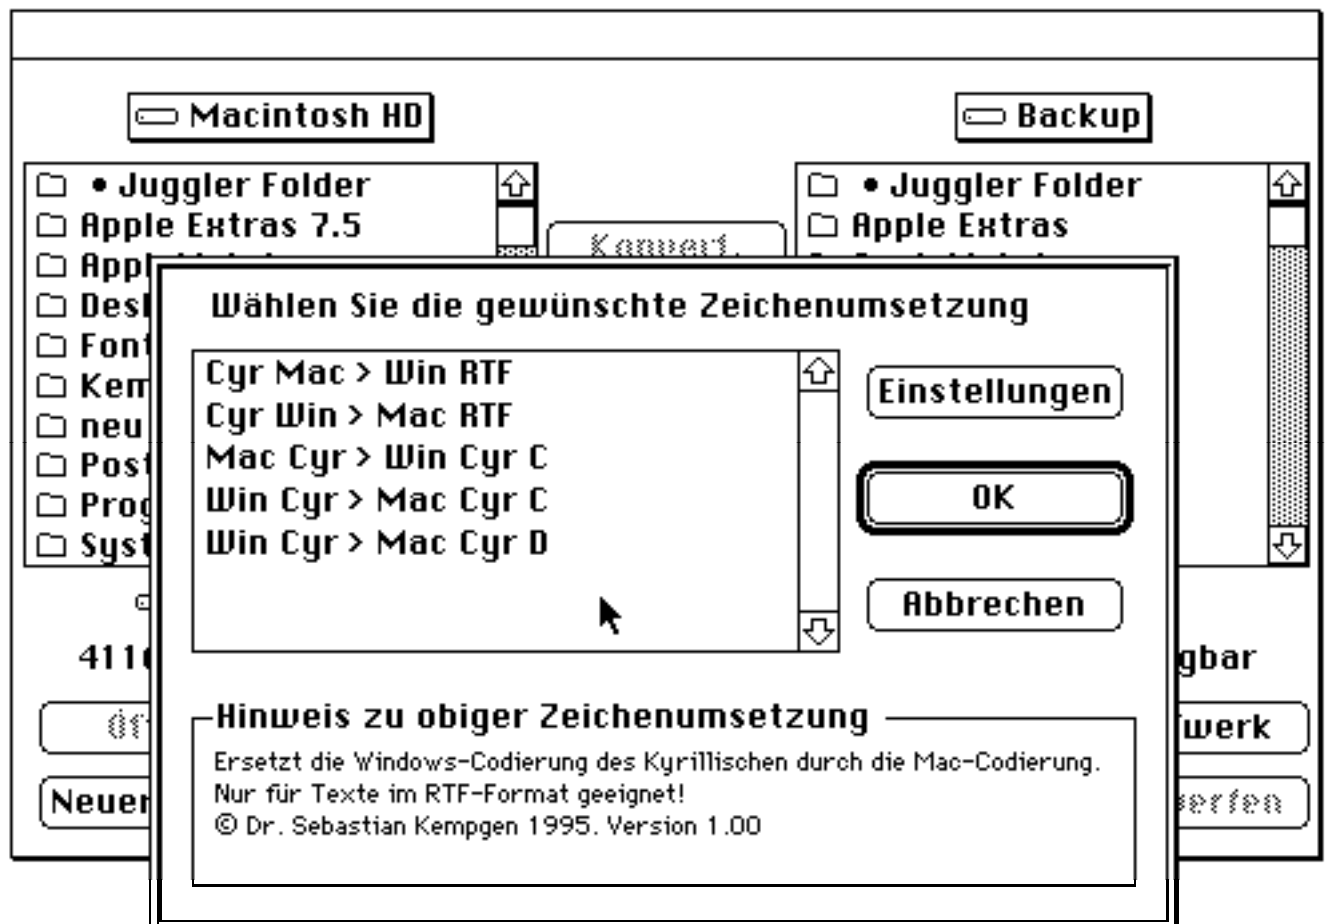 Macintosh HD
Backup
• Juggler Folder
Apple Extras 7.5
• Juggler Folder
Apple Extras
Konvert.
Wählen Sie die gewünschte Zeichenumsetzung
Cyr Mac > Win RTF
Cyr Win > Mac RTF
Mac Cyr > Win Cyr C
Win Cyr > Mac Cyr C
Win Cyr > Mac Cyr D
Einstellungen
OK
Abbrechen
Hinweis zu obiger Zeichenumsetzung
Ersetzt die Windows-Codierung des Kyrillischen durch die Mac-Codierung.
Nur für Texte im RTF-Format geeignet!
© Dr. Sebastian Kempgen 1995. Version 1.00
neu
Neuer